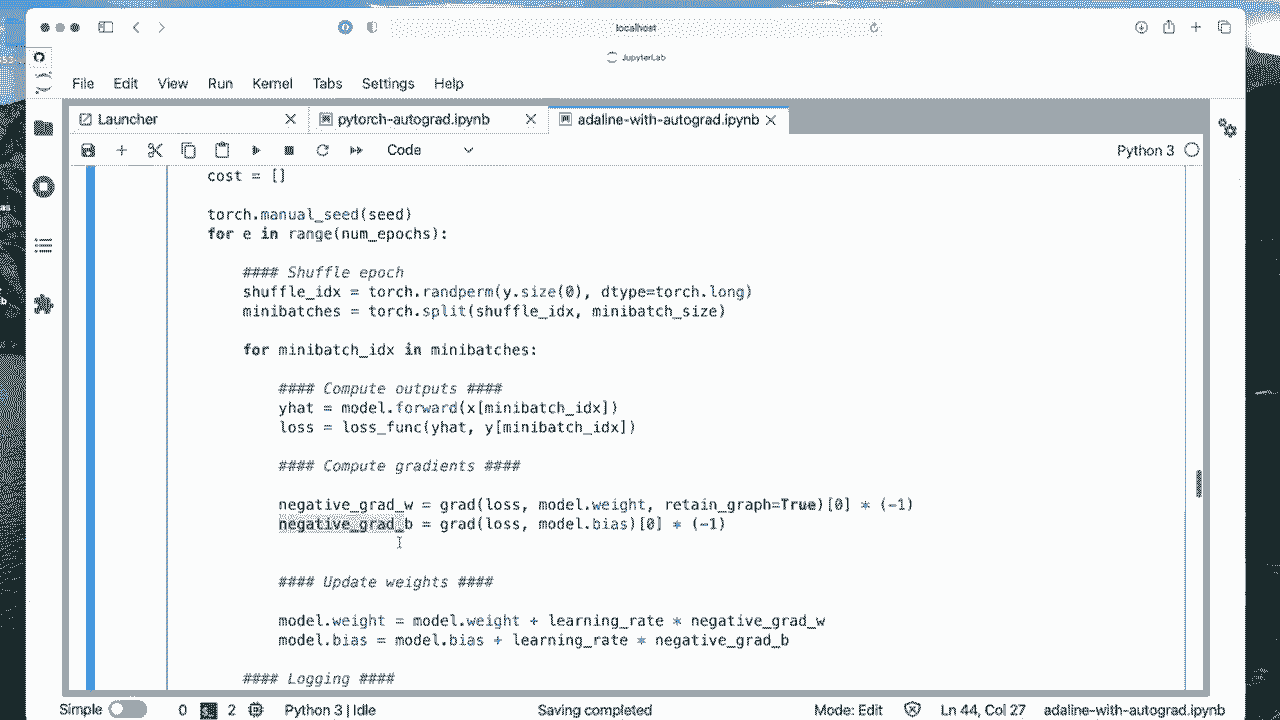 localhost
JupyterLab
File Edit View Run Kernel Tabs Settings Help
Launcher pytorch-autograd.ipynb adaline-with-autograd.ipynb
Code Python 3
cost = []
torch.manual_seed(seed)
for e in range(num_epochs):
#### Shuffle epoch
shuffle_idx = torch.randperm(y.size(0), dtype=torch.long)
minibatches = torch.split(shuffle_idx, minibatch_size)
for minibatch_idx in minibatches:
#### Compute outputs ####
yhat = model.forward(x[minibatch_idx])
loss = loss_func(yhat, y[minibatch_idx])
#### Compute gradients ####
negative_grad_w = grad(loss, model.weight, retain_graph=True)[0] * (-1)
negative_grad_b = grad(loss, model.bias)[0] * (-1)
#### Update weights ####
model.weight = model.weight + learning_rate * negative_grad_w
model.bias = model.bias + learning_rate * negative_grad_b
#### Logging ####
Simple 0 2 Python 3 | Idle Saving completed Mode: Edit Ln 44, Col 27 adaline-with-autograd.ipynb